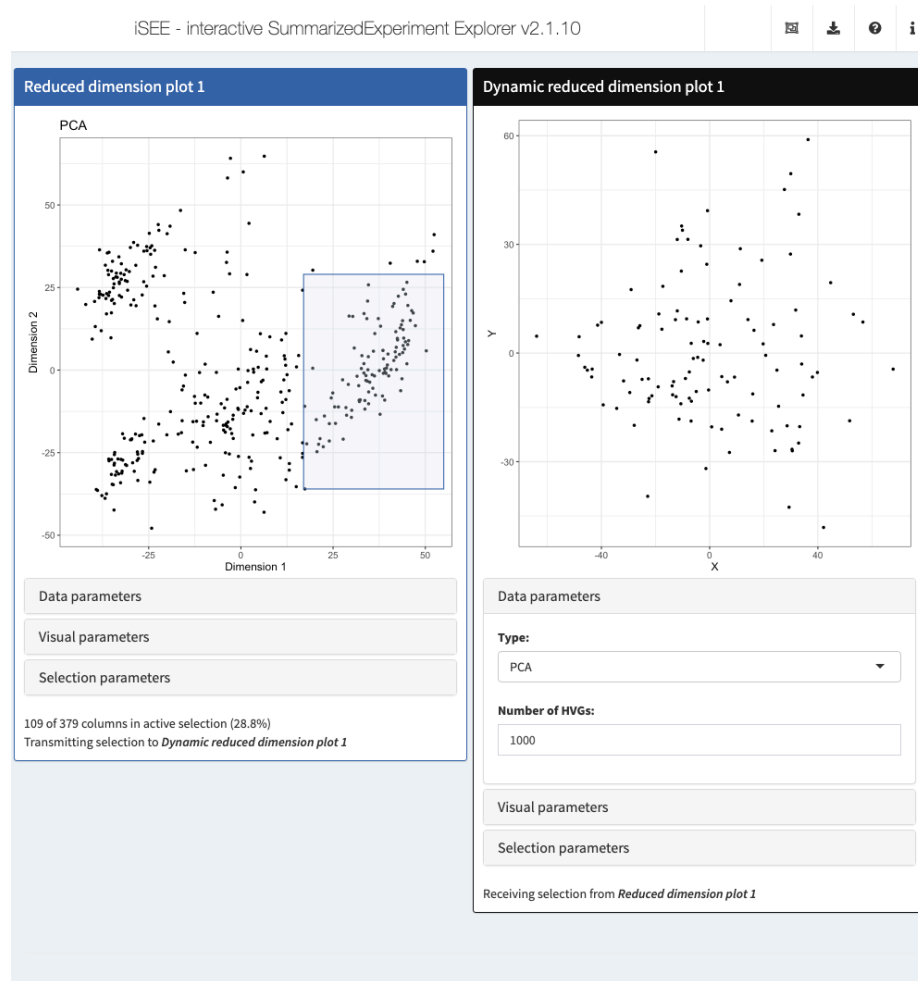 iSEE - interactive SummarizedExperiment Explorer v2.1.10
Reduced dimension plot 1
PCA
50
25
0
-25
-50
Dimension 2
-25
0
25
50
Dimension 1
Data parameters
Visual parameters
Selection parameters
109 of 379 columns in active selection (28.8%)
Transmitting selection to Dynamic reduced dimension plot 1
Dynamic reduced dimension plot 1
60
30
0
-30
Y
-40
0
40
X
Data parameters
Type:
PCA
Number of HVGs:
1000
Visual parameters
Selection parameters
Receiving selection from Reduced dimension plot 1